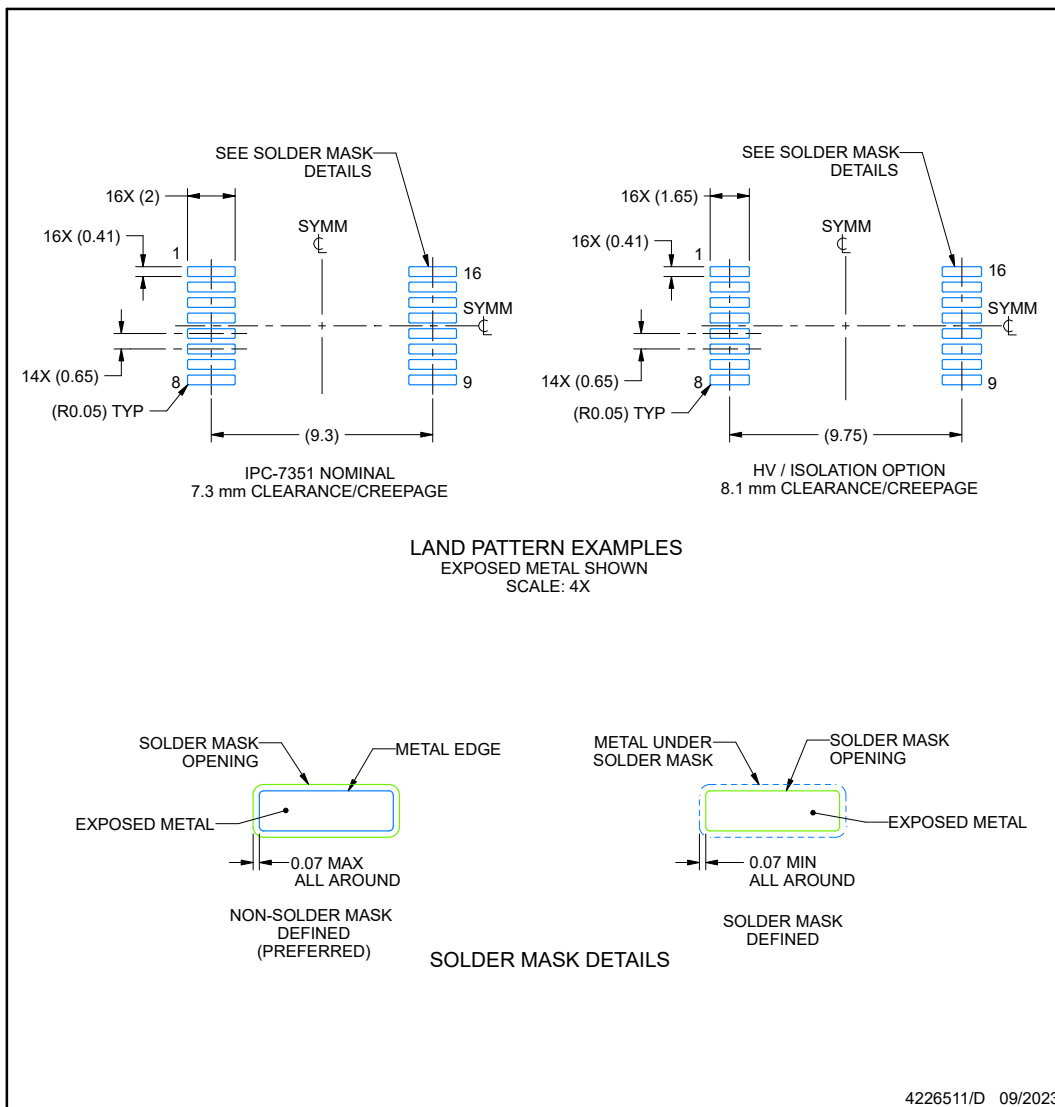 SEE SOLDER MASK
DETAILS
16X (2)
16X (0.41)
1
SYMM
℄
16
SYMM
℄
14X (0.65)
8
9
(R0.05) TYP
(9.3)
IPC-7351 NOMINAL
7.3 mm CLEARANCE/CREEPAGE
SEE SOLDER MASK
DETAILS
16X (1.65)
16X (0.41)
1
SYMM
℄
16
SYMM
℄
14X (0.65)
8
9
(R0.05) TYP
(9.75)
HV / ISOLATION OPTION
8.1 mm CLEARANCE/CREEPAGE
LAND PATTERN EXAMPLES
EXPOSED METAL SHOWN
SCALE: 4X
SOLDER MASK
OPENING
METAL EDGE
EXPOSED METAL
0.07 MAX
ALL AROUND
NON-SOLDER MASK
DEFINED
(PREFERRED)
METAL UNDER
SOLDER MASK
SOLDER MASK
OPENING
EXPOSED METAL
0.07 MIN
ALL AROUND
SOLDER MASK
DEFINED
SOLDER MASK DETAILS
4226511/D 09/2023